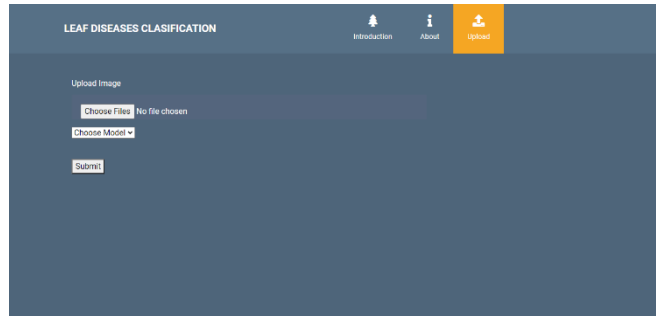 LEAF DISEASES CLASIFICATION
Introduction
About
Upload
Upload Image
Choose Files No file chosen
Choose Model
Submit